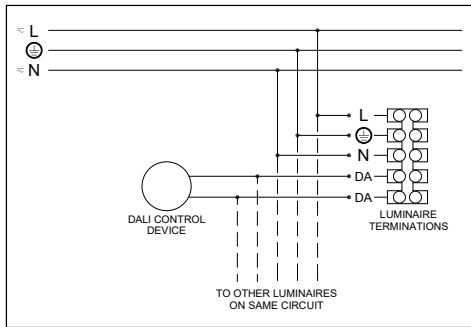 ≈ L
≈ N
L
N
DA
DA
DALI CONTROL
DEVICE
LUMINAIRE
TERMINATIONS
TO OTHER LUMINAIRES
ON SAME CIRCUIT